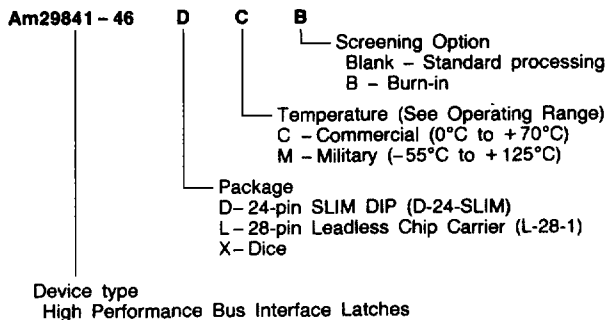 Am29841 – 46 D C B
Screening Option
Blank – Standard processing
B – Burn-in
Temperature (See Operating Range)
C – Commercial (0°C to +70°C)
M – Military (–55°C to +125°C)
Package
D – 24-pin SLIM DIP (D-24-SLIM)
L – 28-pin Leadless Chip Carrier (L-28-1)
X – Dice
Device type
High Performance Bus Interface Latches